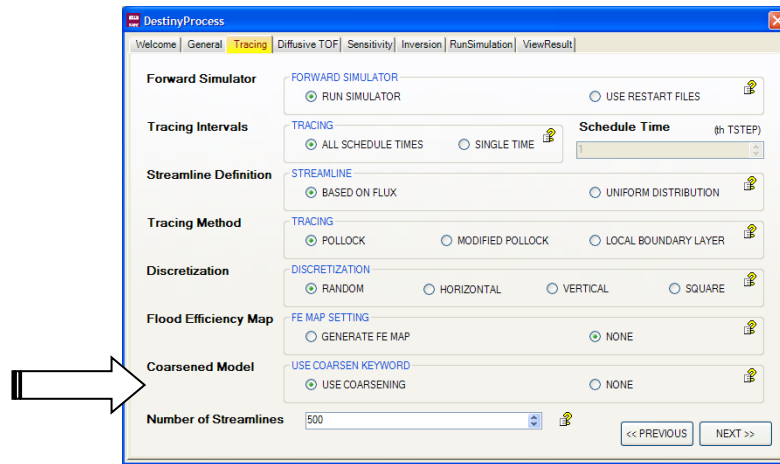 DestinyProcess
Welcome General Tracing Diffusive TOF Sensitivity Inversion RunSimulation ViewResult
Forward Simulator
FORWARD SIMULATOR
RUN SIMULATOR USE RESTART FILES
Tracing Intervals
TRACING
ALL SCHEDULE TIMES SINGLE TIME
Schedule Time (th TSTEP)
1
Streamline Definition
STREAMLINE
BASED ON FLUX UNIFORM DISTRIBUTION
Tracing Method
TRACING
POLLOCK MODIFIED POLLOCK LOCAL BOUNDARY LAYER
Discretization
DISCRETIZATION
RANDOM HORIZONTAL VERTICAL SQUARE
Flood Efficiency Map
FE MAP SETTING
GENERATE FE MAP NONE
Coarsened Model
USE COARSEN KEYWORD
USE COARSENING NONE
Number of Streamlines 500
<< PREVIOUS NEXT >>